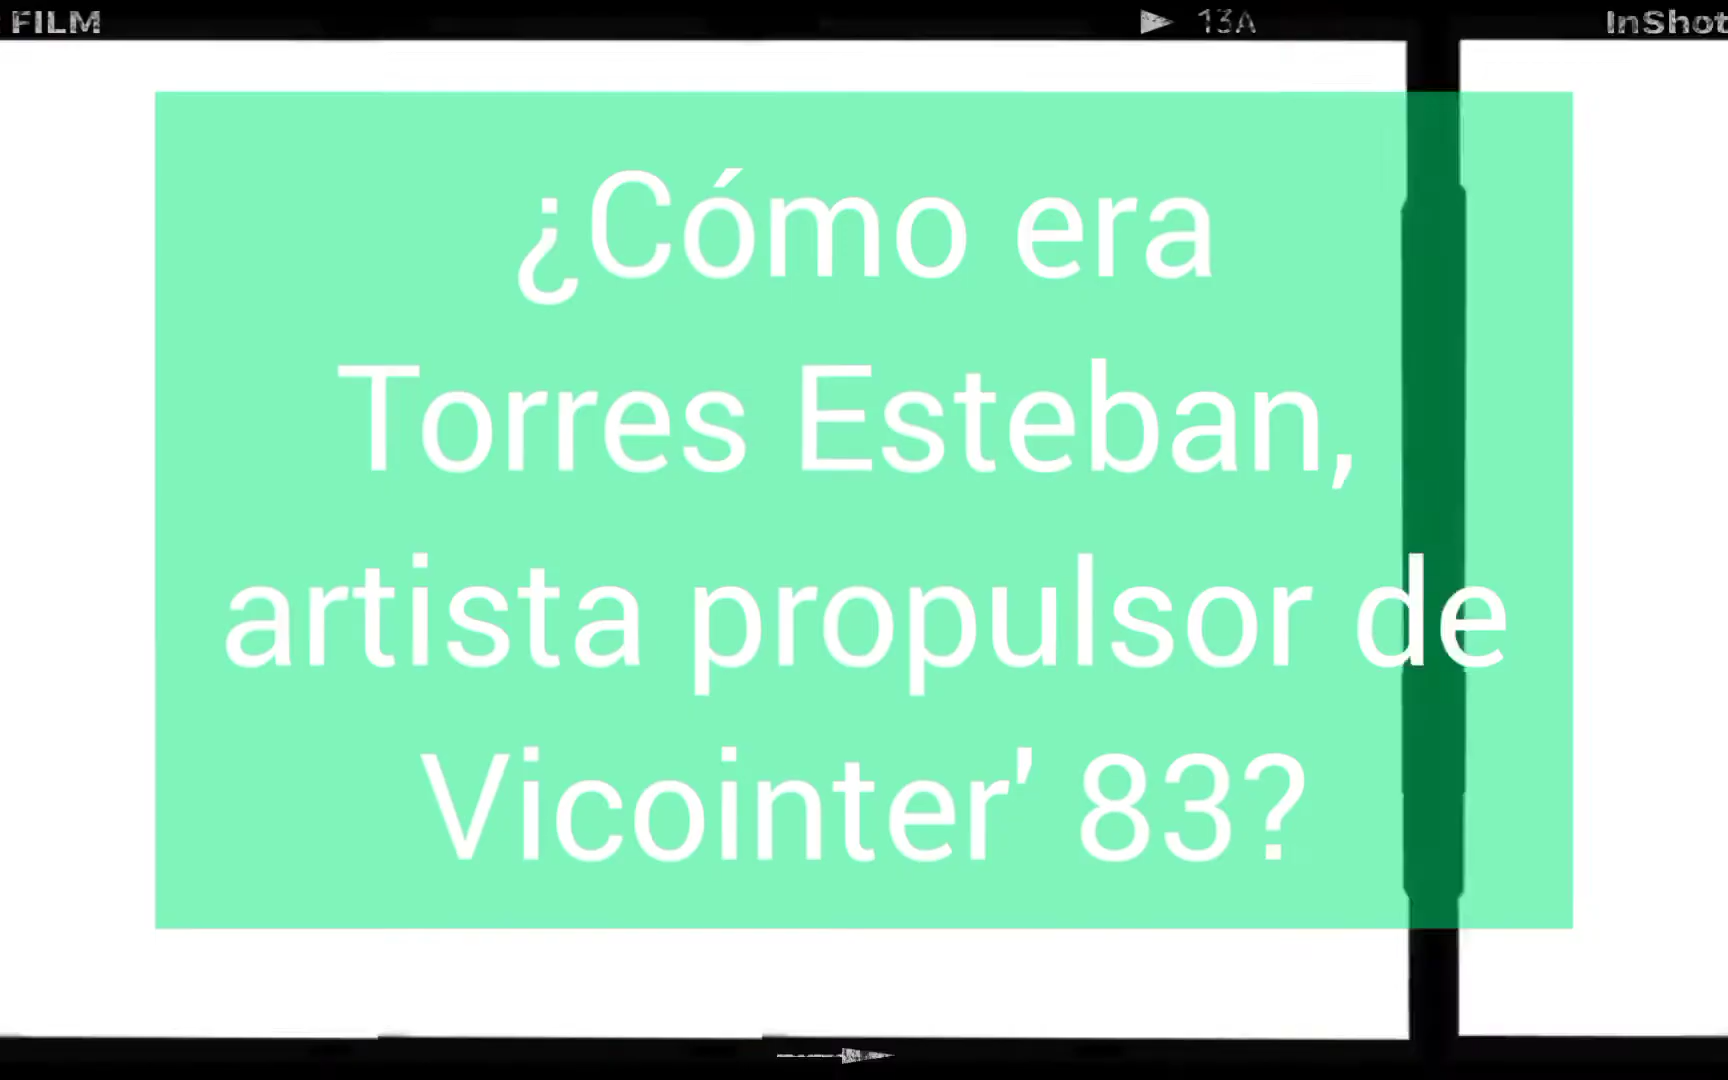 FILM
13A
InShot
¿Cómo era
Torres Esteban,
artista propulsor de
Vicointer' 83?